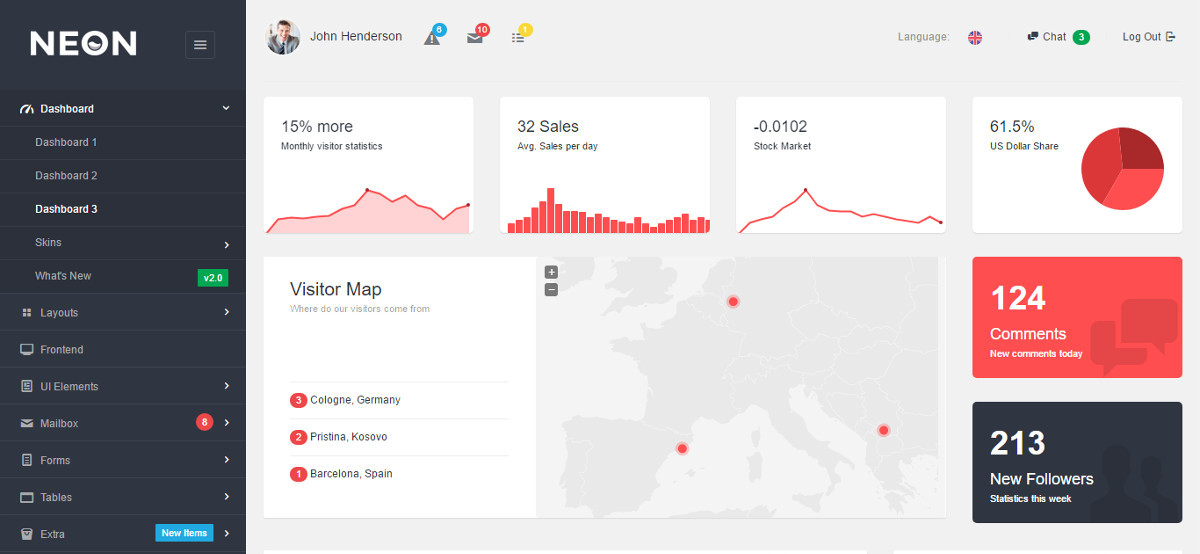 NEON
Dashboard
Dashboard 1
Dashboard 2
Dashboard 3
Skins
What's New v2.0
Layouts
Frontend
UI Elements
Mailbox 8
Forms
Tables
Extra New Items
John Henderson 6 10 1
Language: Chat 3 Log Out
15% more
Monthly visitor statistics
32 Sales
Avg. Sales per day
-0.0102
Stock Market
61.5%
US Dollar Share
Visitor Map
Where do our visitors come from
3 Cologne, Germany
2 Pristina, Kosovo
1 Barcelona, Spain
+
−
124
Comments
New comments today
213
New Followers
Statistics this week